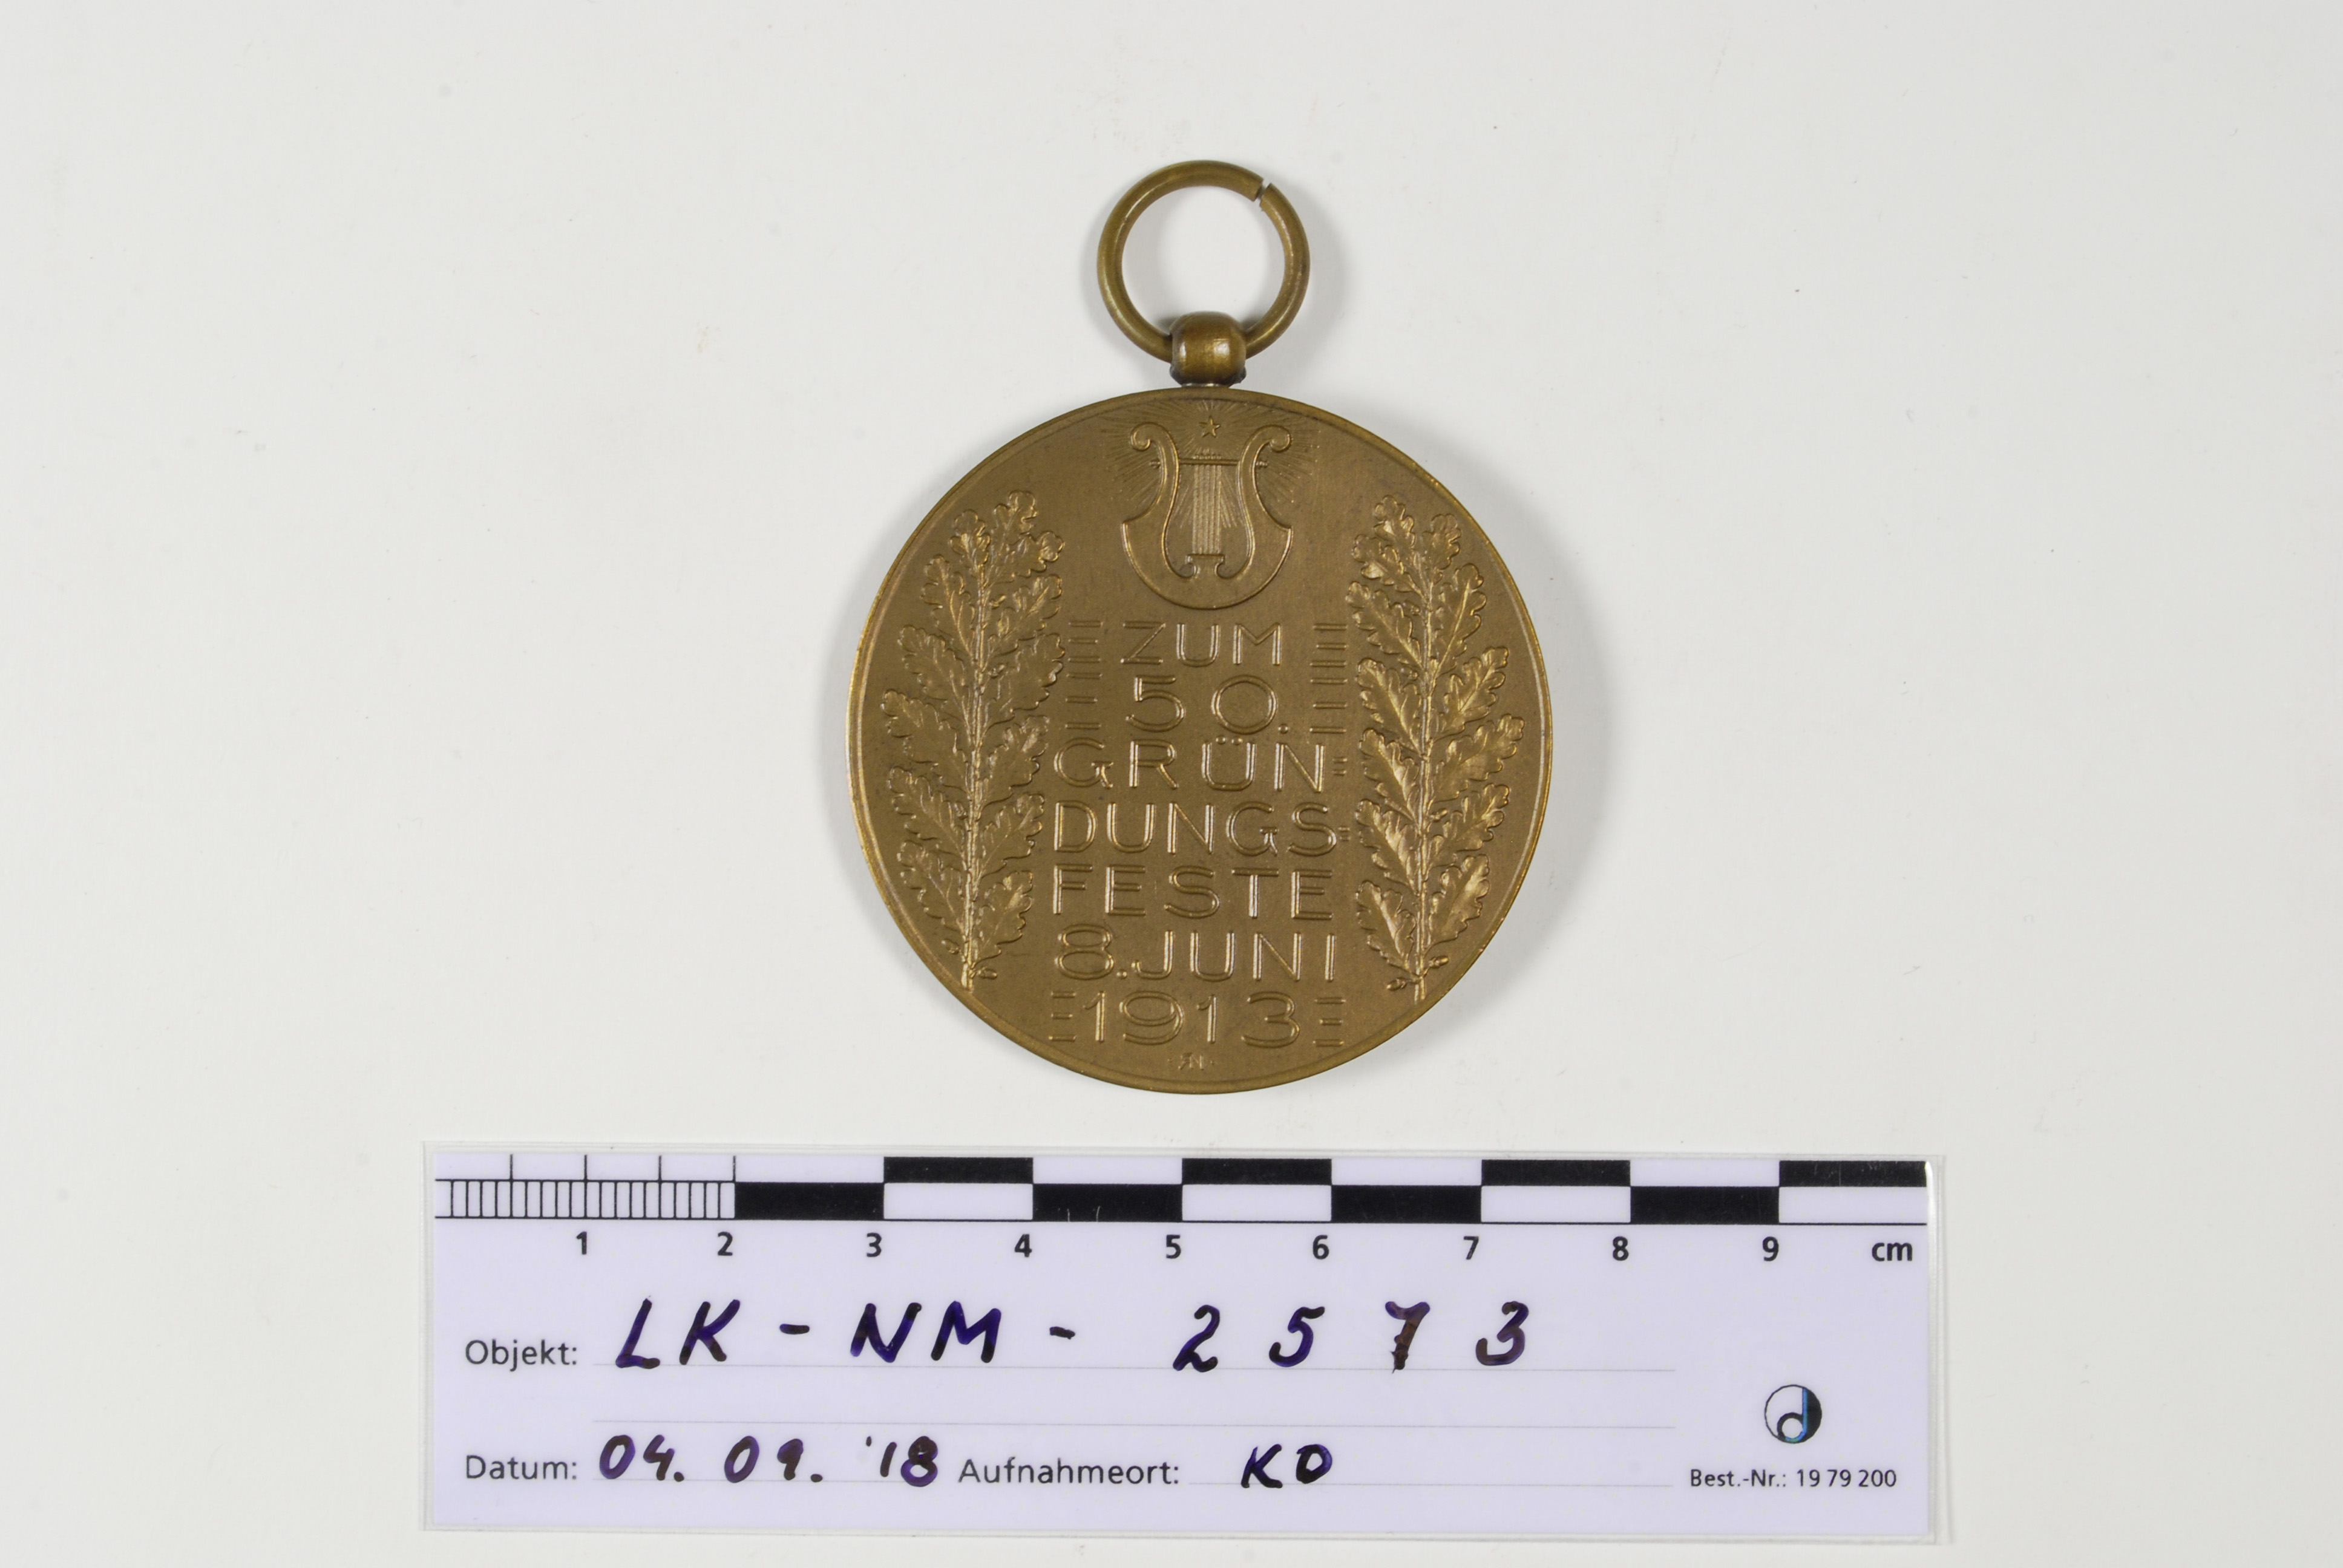 ZUM
50.
GRÜN=
DUNGS=
FESTE
8. JUNI
1913
1 2 3 4 5 6 7 8 9 cm
Objekt: LK - NM - 2573
Datum: 04. 09. '18 Aufnahmeort: KO
Best.-Nr.: 19 79 200